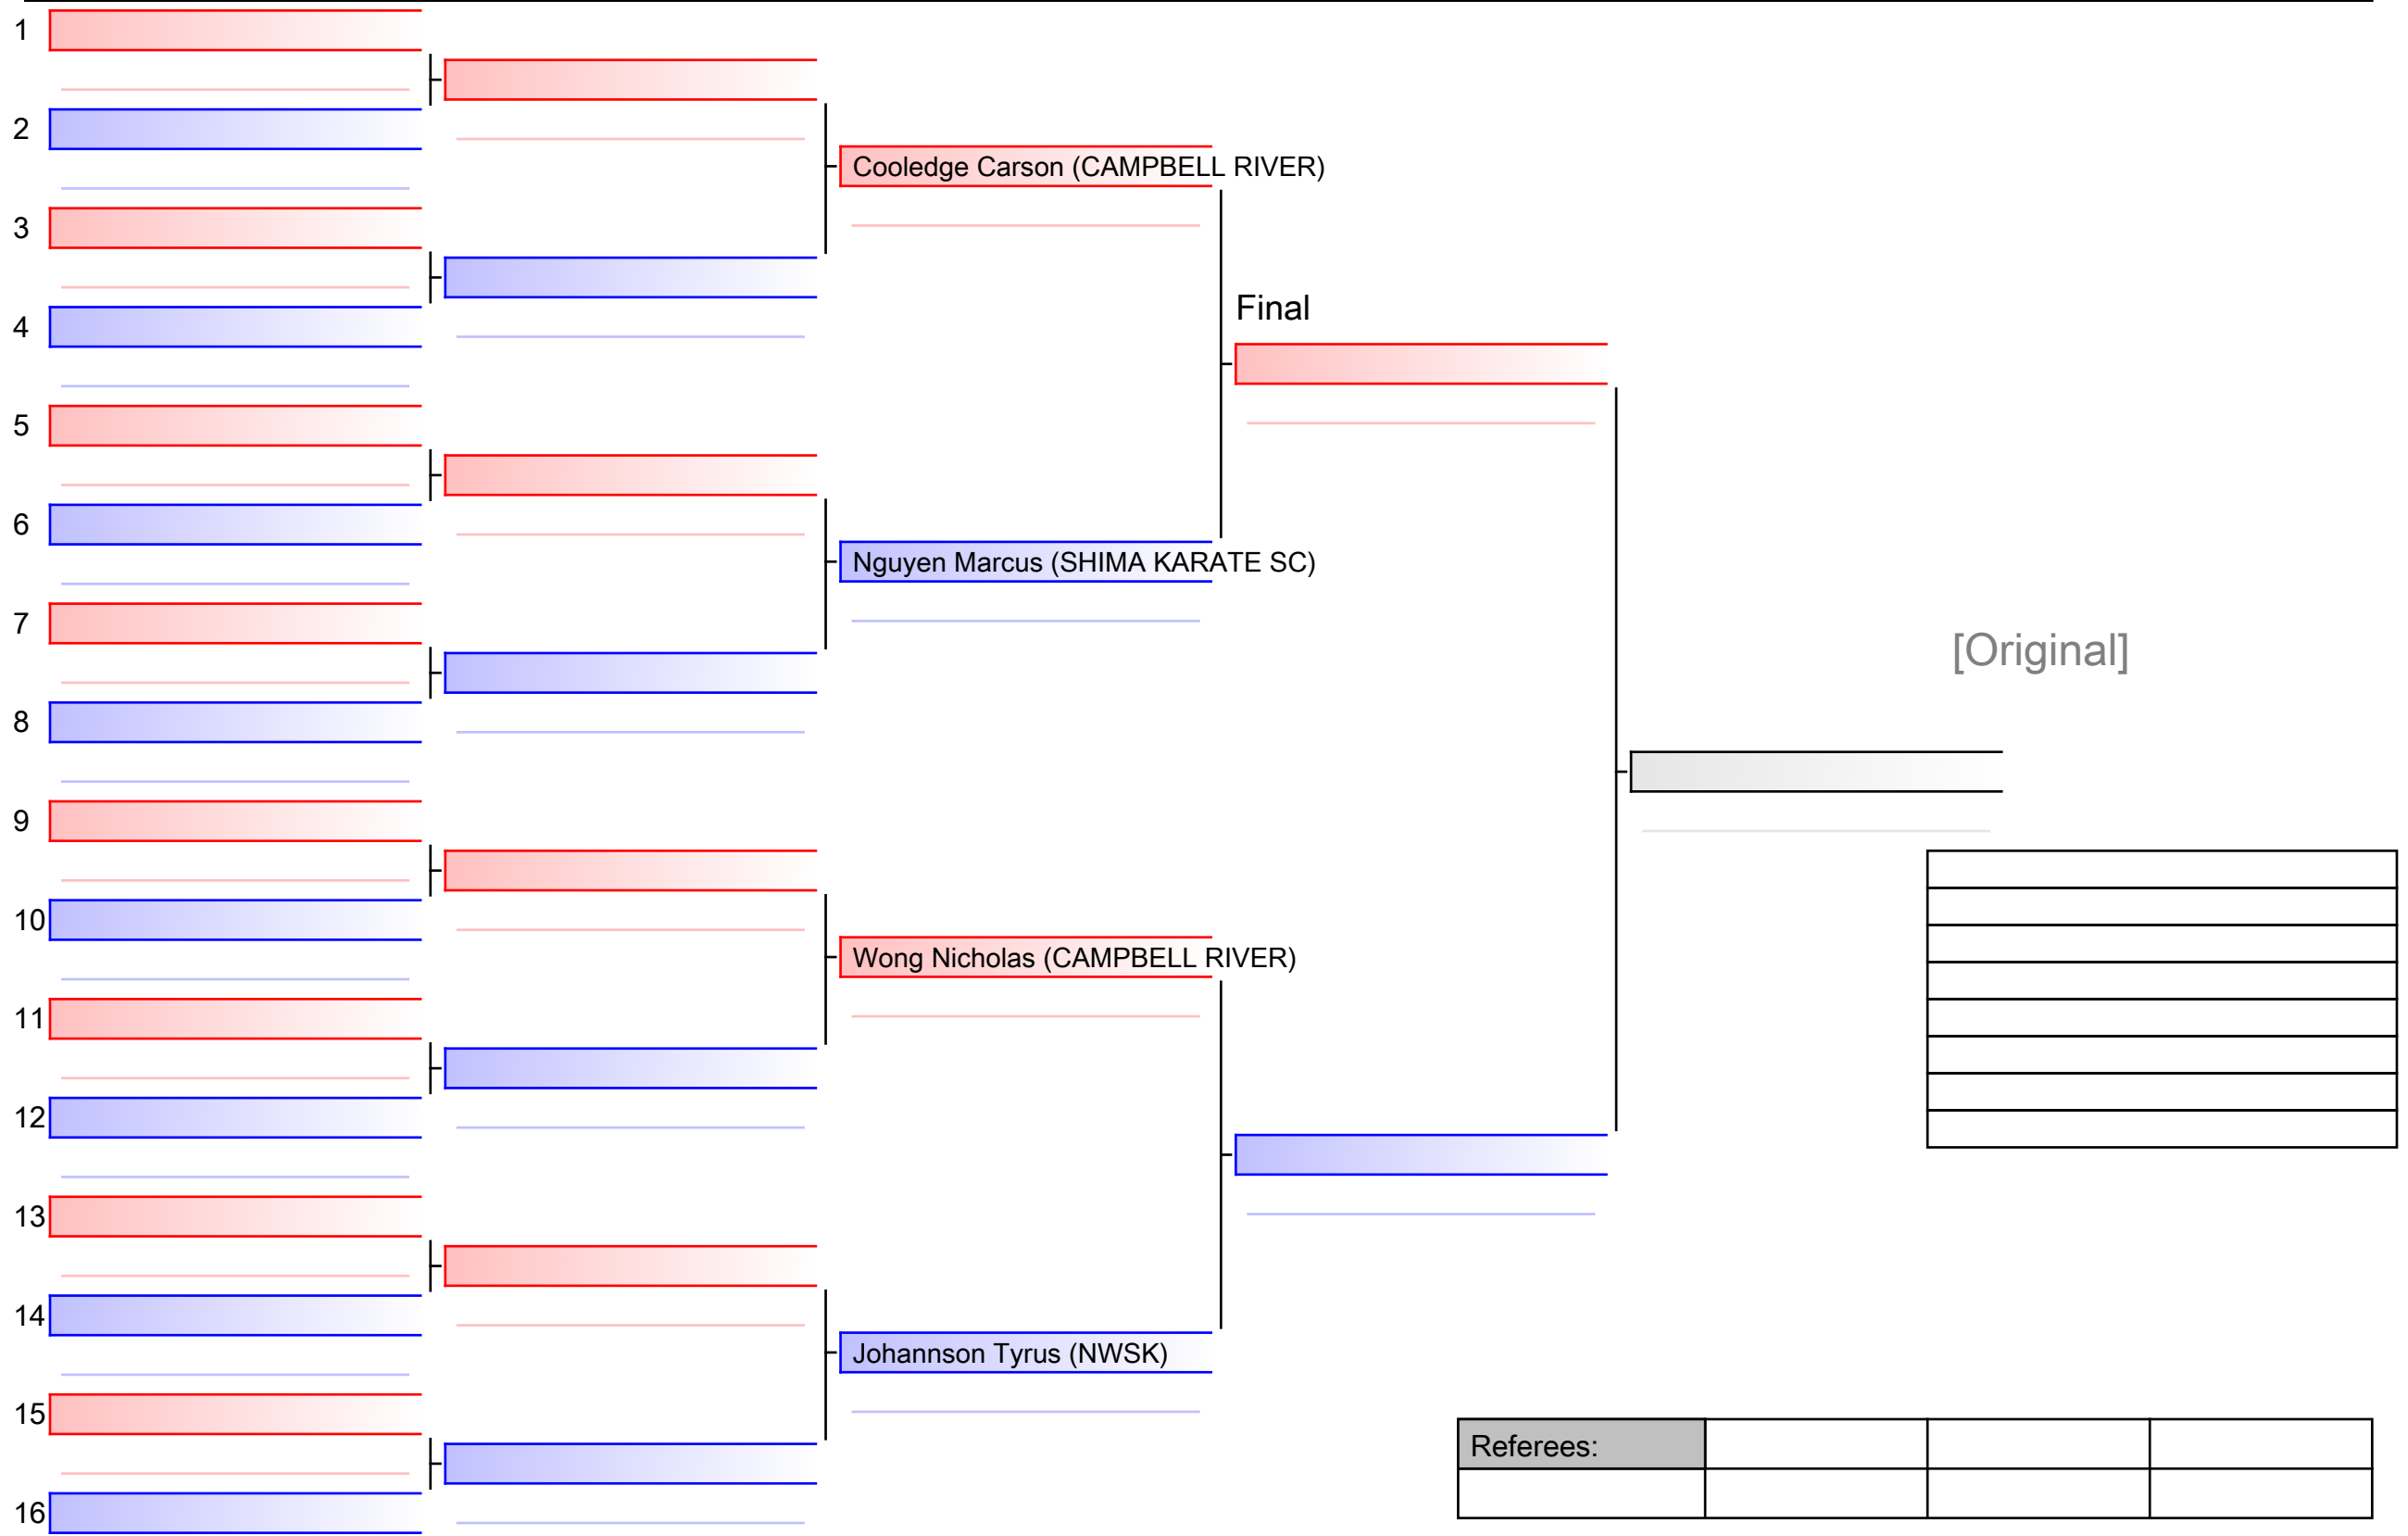 1
2
Cooledge Carson (CAMPBELL RIVER)
3
Final
4
5
6
Nguyen Marcus (SHIMA KARATE SC)
7
[Original]
8
9
10
Wong Nicholas (CAMPBELL RIVER)
11
12
13
14
Johannson Tyrus (NWSK)
15
Referees:
16